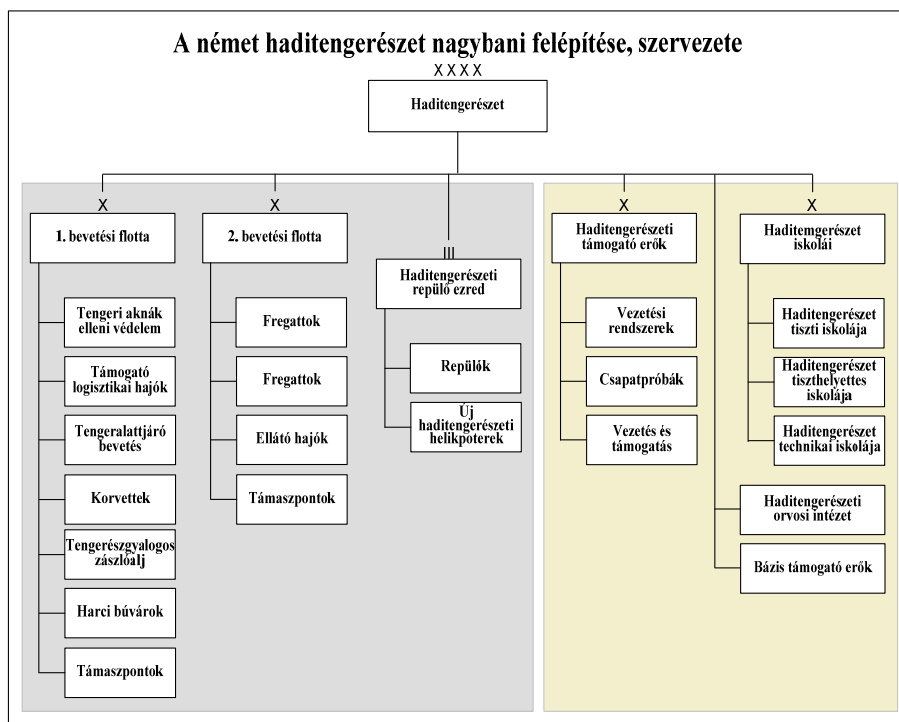 A német haditengerészet nagybani felépítése, szervezete
X X X X
Haditengerészet
X
1. bevetési flotta
Tengeri aknák
elleni védelem
Támogató
logisztikai hajók
Tengeralattjáró
bevetés
Korvettek
Tengerészgyalogos
zászlóalj
Harci búvárok
Támaszpontok
X
2. bevetési flotta
Fregattok
Fregattok
Ellátó hajók
Támaszpontok
III
Haditengerészeti
repülő ezred
Repülők
Új
haditengerészeti
helikpoterek
X
Haditengerészeti
támogató erők
Vezetési
rendszerek
Csapatpróbák
Vezetés és
támogatás
X
Haditemgerészet
iskolái
Haditengerészet
tiszti iskolája
Haditengerészet
tiszthelyettes
iskolája
Haditengerészet
technikai iskolája
Haditengerészeti
orvosi intézet
Bázis támogató erők